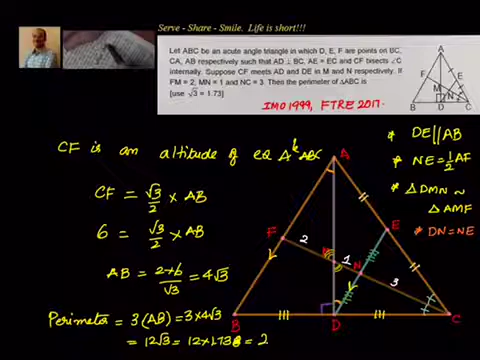 Serve - Share - Smile. Life is short!!!
Let ABC be an acute angle triangle in which D, E, F are points on BC,
CA, AB respectively such that AD ⊥ BC, AE = EC and CF bisects ∠C
internally. Suppose CF meets AD and DE in M and N respectively. If
FM = 2, MN = 1 and NC = 3. Then the perimeter of ΔABC is
[use √3 = 1.73]
IMO 1999, FTRE 2017.
A
F
E
M
N
B
D
C
* DE || AB
* NE = 1/2 AF
* Δ DMN ~
Δ AMF
* DN = NE
CF is an altitude of eq Δle ABC
CF = √3/2 × AB
6 = √3/2 × AB
AB = 2×6/√3 = 4√3
Perimeter = 3 (AB) = 3×4√3
= 12√3 = 12×1.73 = 2
A
E
F
2
M
1
N
3
B
D
C